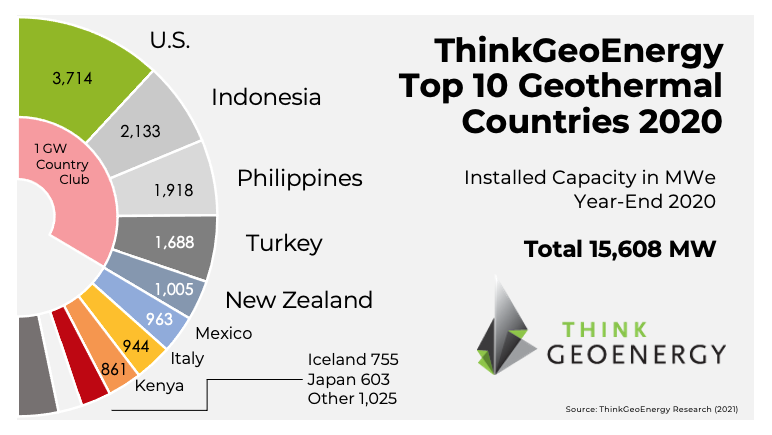 ThinkGeoEnergy
Top 10 Geothermal
Countries 2020
Installed Capacity in MWe
Year-End 2020
Total 15,608 MW
U.S.
3,714
Indonesia
2,133
1 GW
Country
Club
Philippines
1,918
Turkey
1,688
New Zealand
1,005
Mexico
963
Italy
944
Kenya
861
Iceland 755
Japan 603
Other 1,025
THINK
GEOENERGY
Source: ThinkGeoEnergy Research (2021)